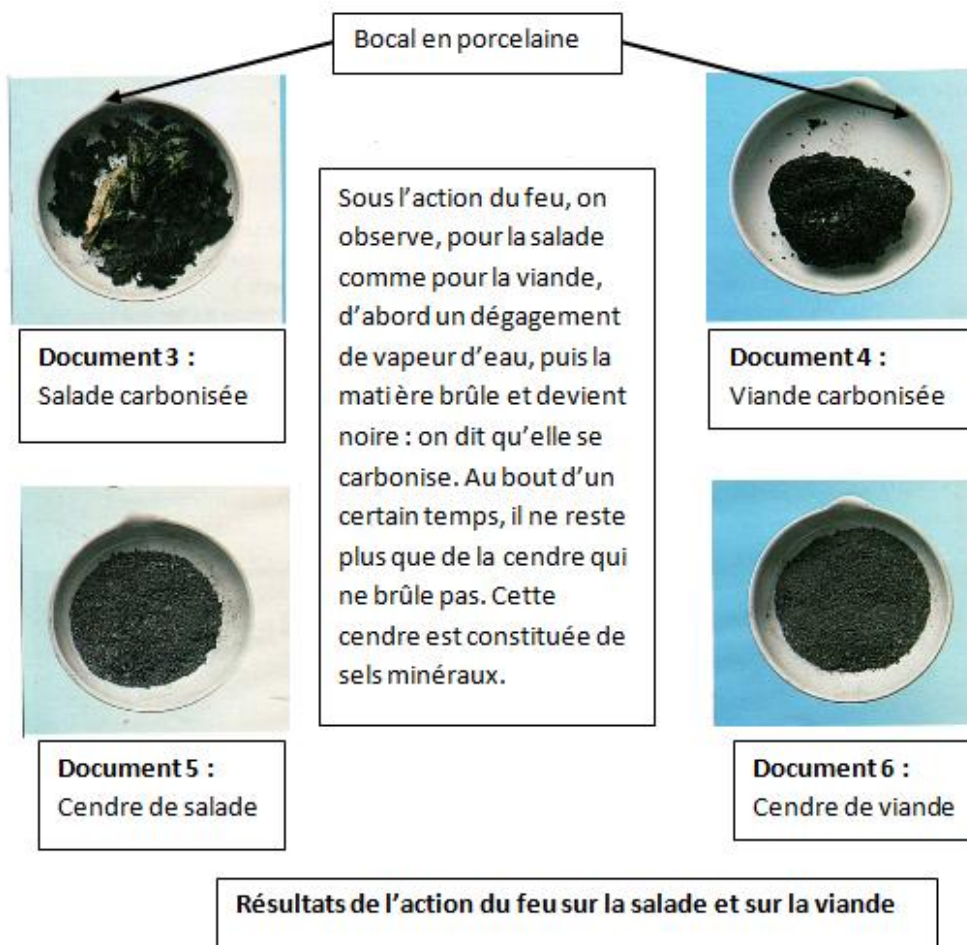 Bocal en porcelaine
Document 3 :
Salade carbonisée
Sous l’action du feu, on
observe, pour la salade
comme pour la viande,
d’abord un dégagement
de vapeur d’eau, puis la
mati ère brûle et devient
noire : on dit qu’elle se
carbonise. Au bout d’un
certain temps, il ne reste
plus que de la cendre qui
ne brûle pas. Cette
cendre est constituée de
sels minéraux.
Document 4 :
Viande carbonisée
Document 5 :
Cendre de salade
Document 6 :
Cendre de viande
Résultats de l’action du feu sur la salade et sur la viande